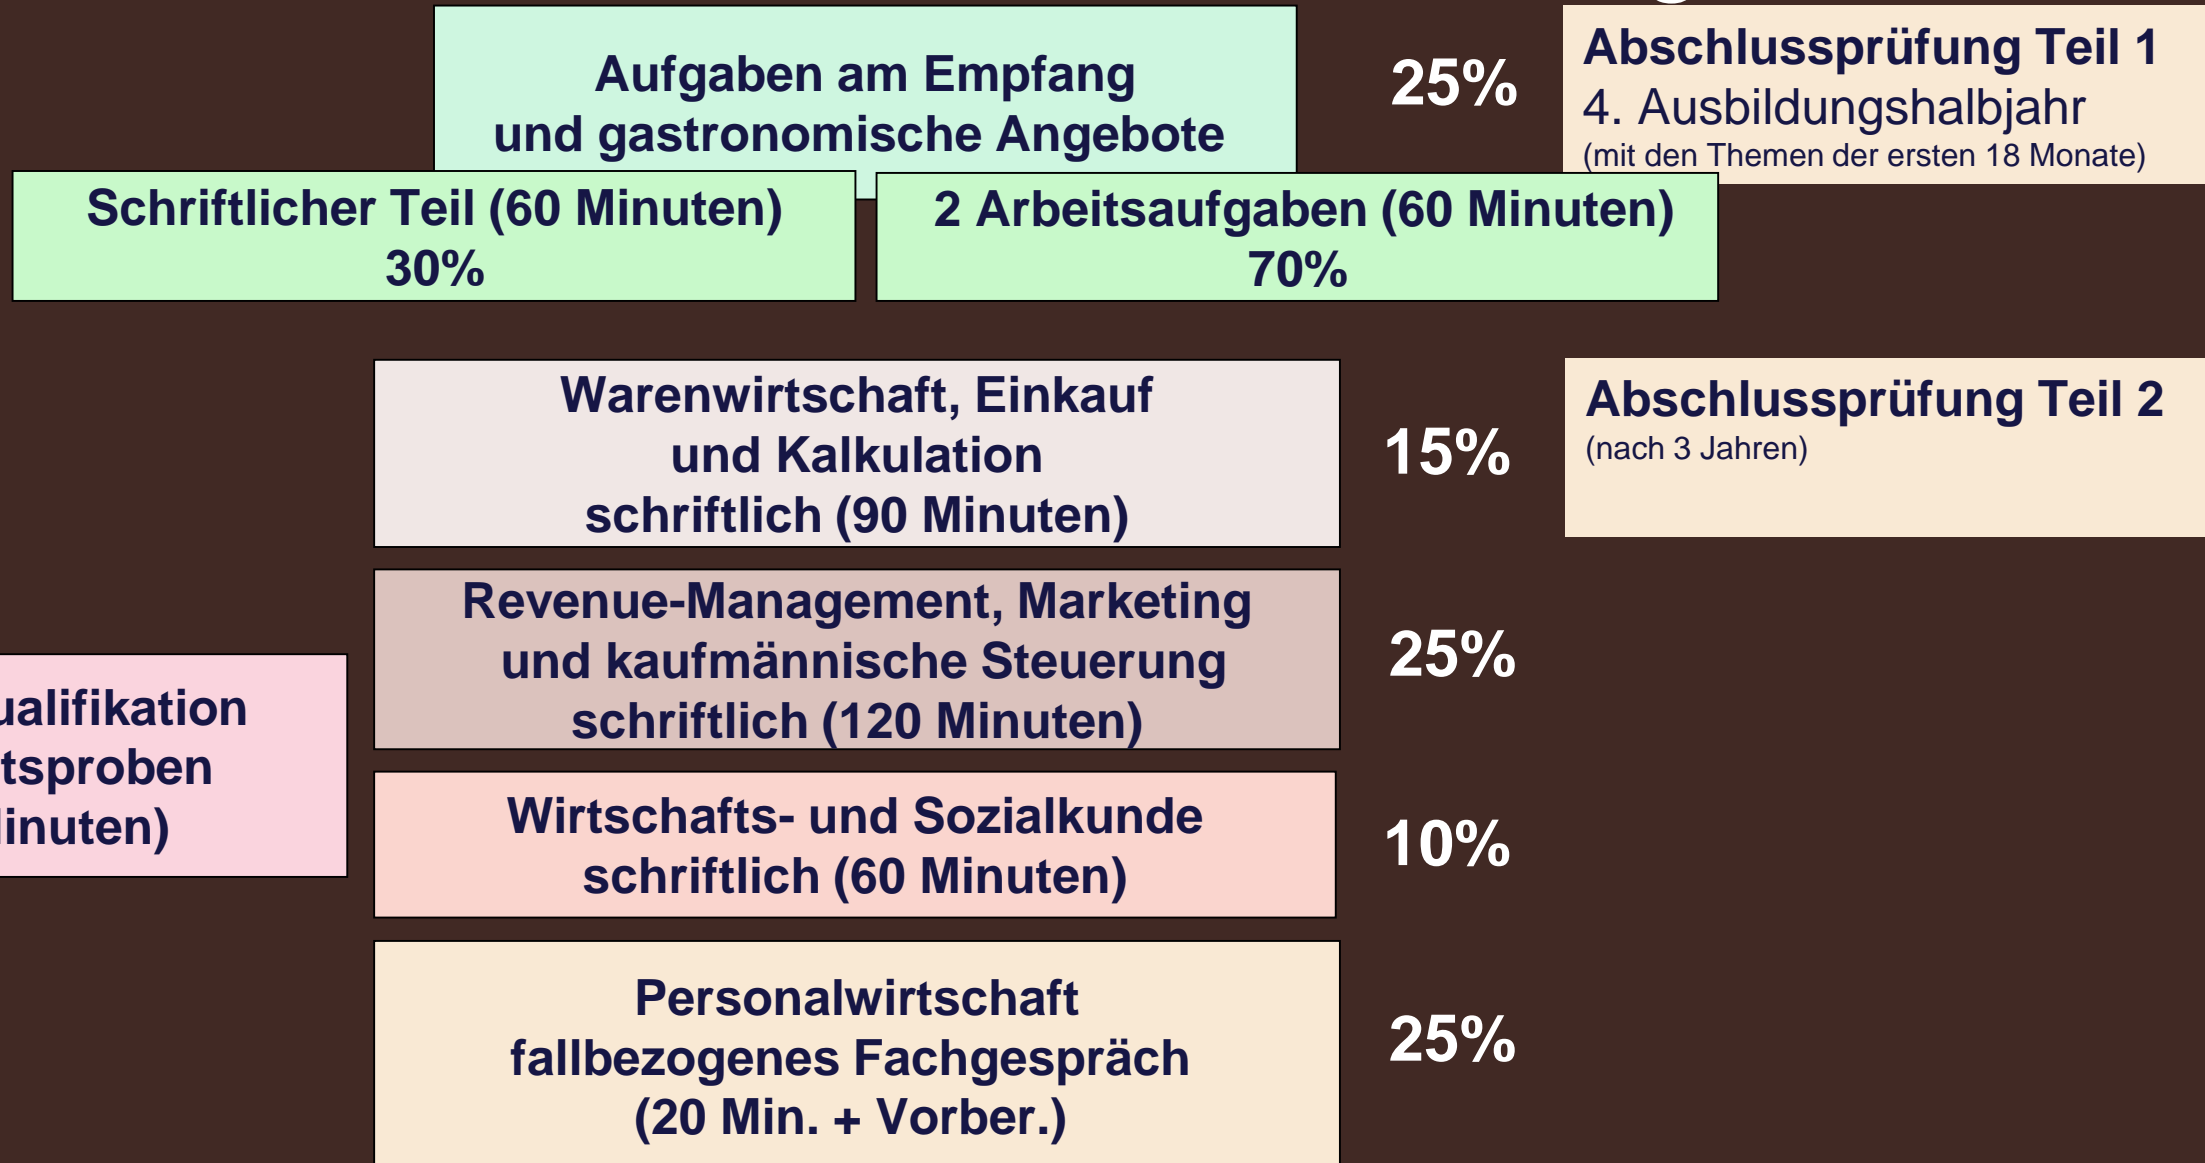 Aufgaben am Empfang
und gastronomische Angebote
25%
Abschlussprüfung Teil 1
4. Ausbildungshalbjahr
(mit den Themen der ersten 18 Monate)
Schriftlicher Teil (60 Minuten)
30%
2 Arbeitsaufgaben (60 Minuten)
70%
Warenwirtschaft, Einkauf
und Kalkulation
schriftlich (90 Minuten)
15%
Abschlussprüfung Teil 2
(nach 3 Jahren)
Revenue-Management, Marketing
und kaufmännische Steuerung
schriftlich (120 Minuten)
25%
ualifikation
tsproben
inuten)
Wirtschafts- und Sozialkunde
schriftlich (60 Minuten)
10%
Personalwirtschaft
fallbezogenes Fachgespräch
(20 Min. + Vorber.)
25%